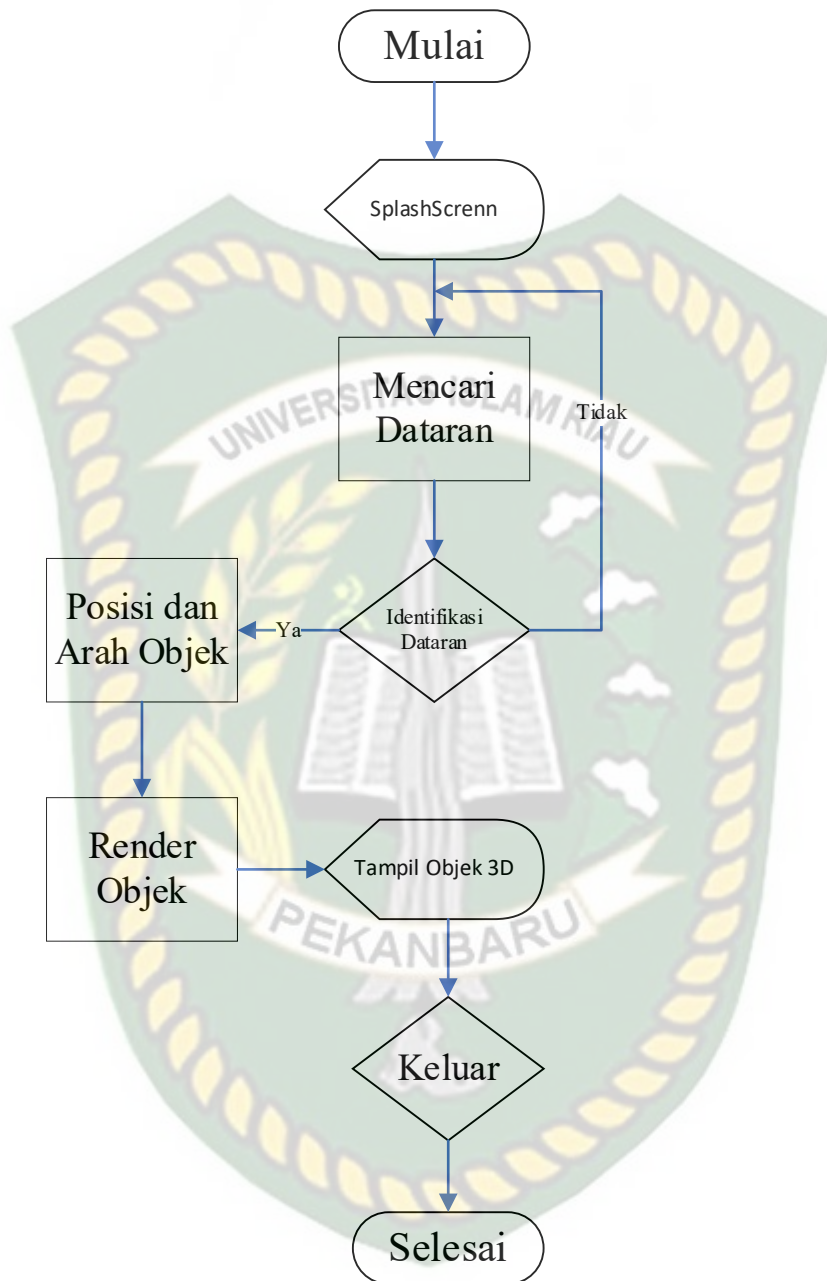 Mulai
SplashScrenn
Mencari
Dataran
UNIVERSITAS ISLAM RIAU
Tidak
Identifikasi
Dataran
Ya
Posisi dan
Arah Objek
Render
Objek
Tampil Objek 3D
PEKANBARU
Keluar
Selesai